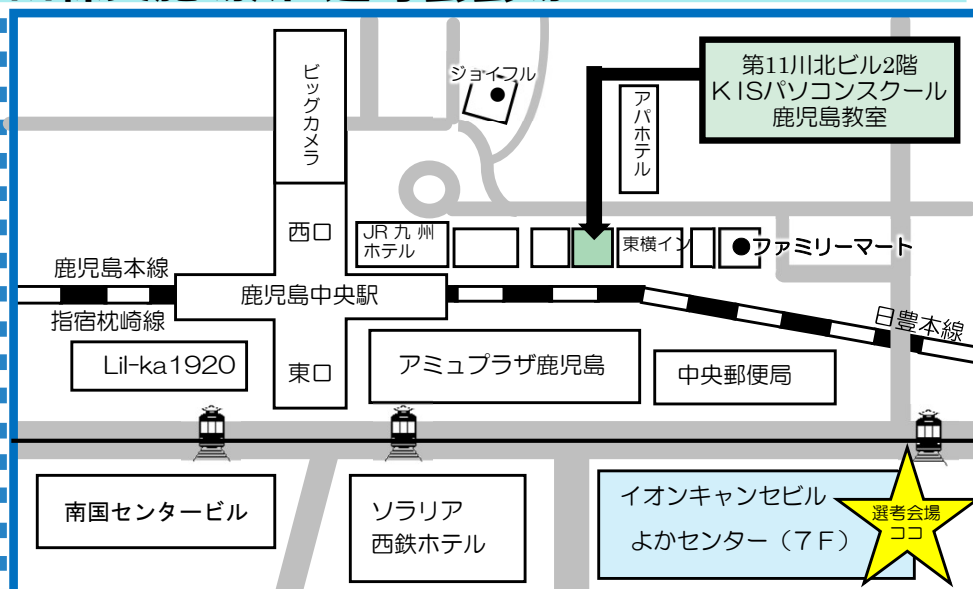 ビッグカメラ
ジョイフル
アパホテル
第11川北ビル2階
KISパソコンスクール
鹿児島教室
西口
JR 九 州
ホテル
東横イン
●ファミリーマート
鹿児島本線
指宿枕崎線
鹿児島中央駅
日豊本線
Lil-ka1920
東口
アミュプラザ鹿児島
中央郵便局
南国センタービル
ソラリア
西鉄ホテル
イオンキャンセビル
よかセンター（7F）
選考会場
ココ